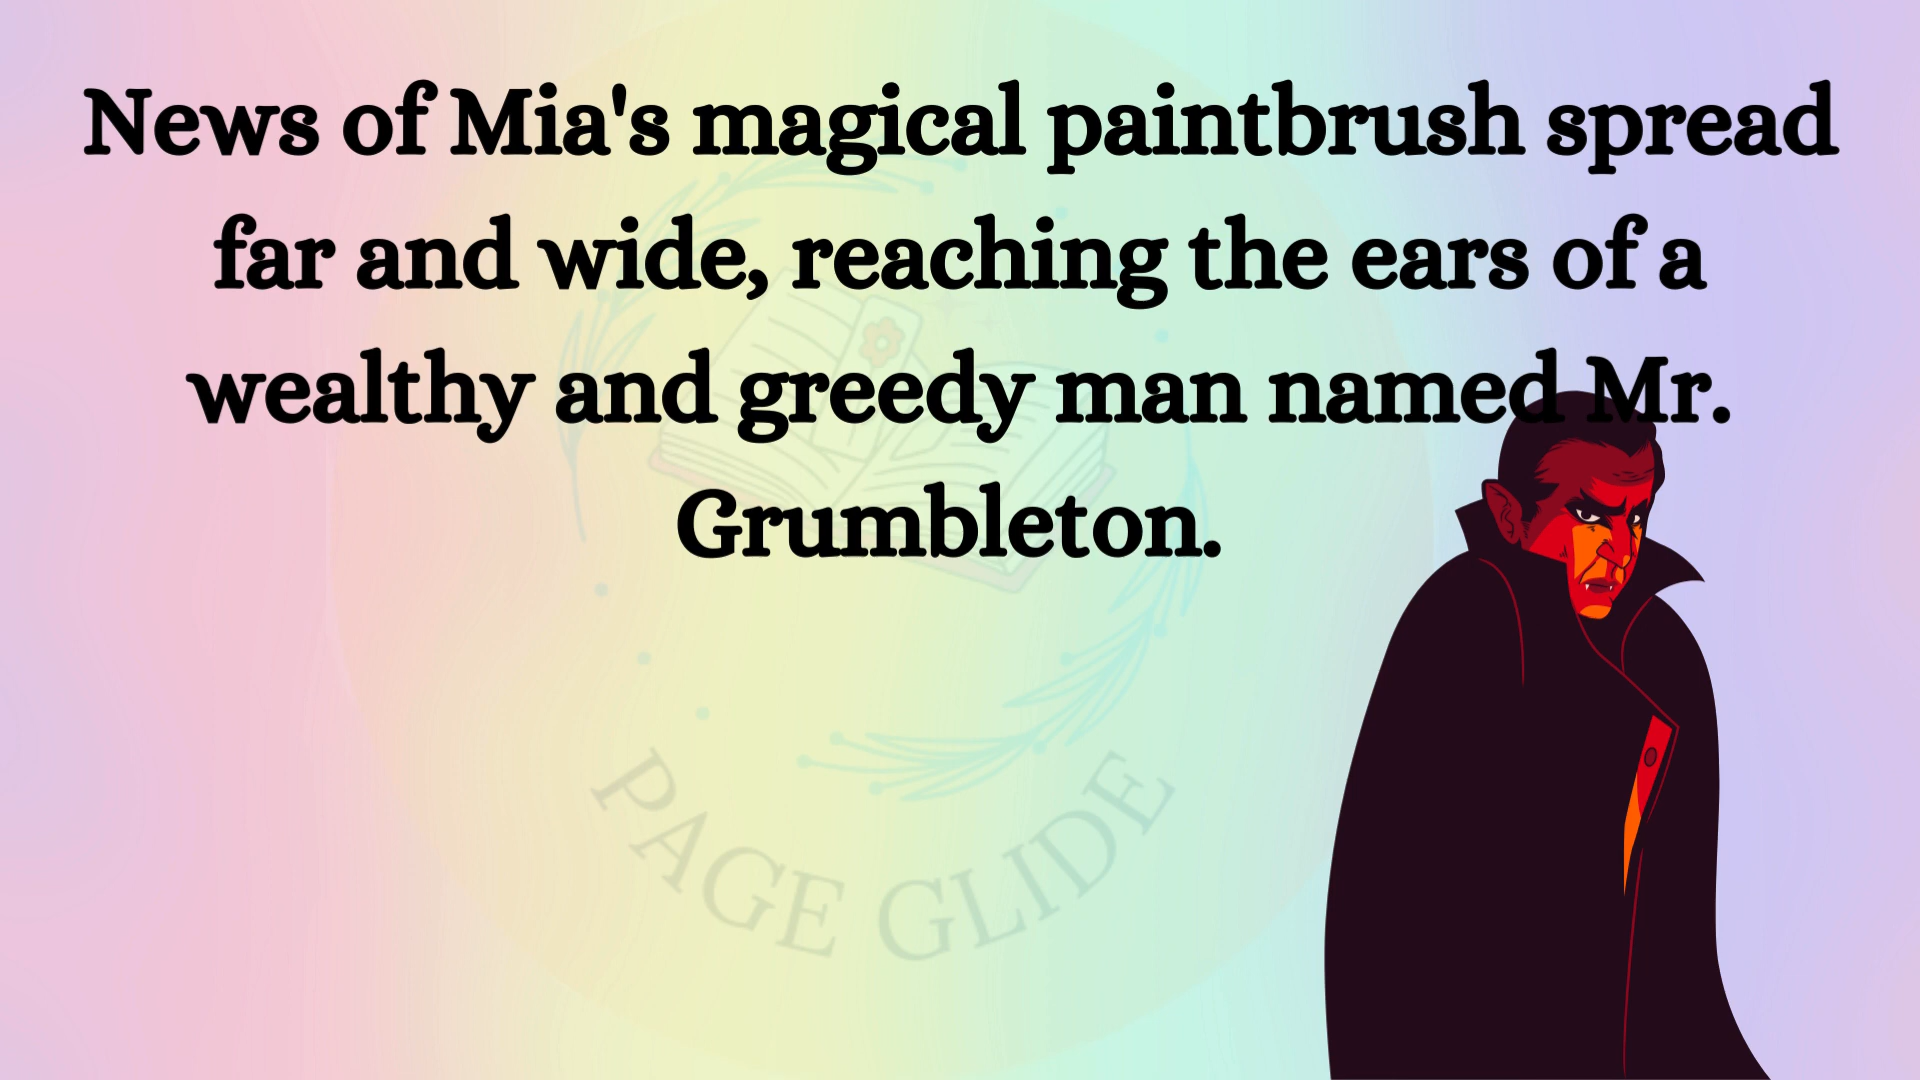 News of Mia's magical paintbrush spread
far and wide, reaching the ears of a
wealthy and greedy man named Mr.
Grumbleton.
PAGE GLIDE